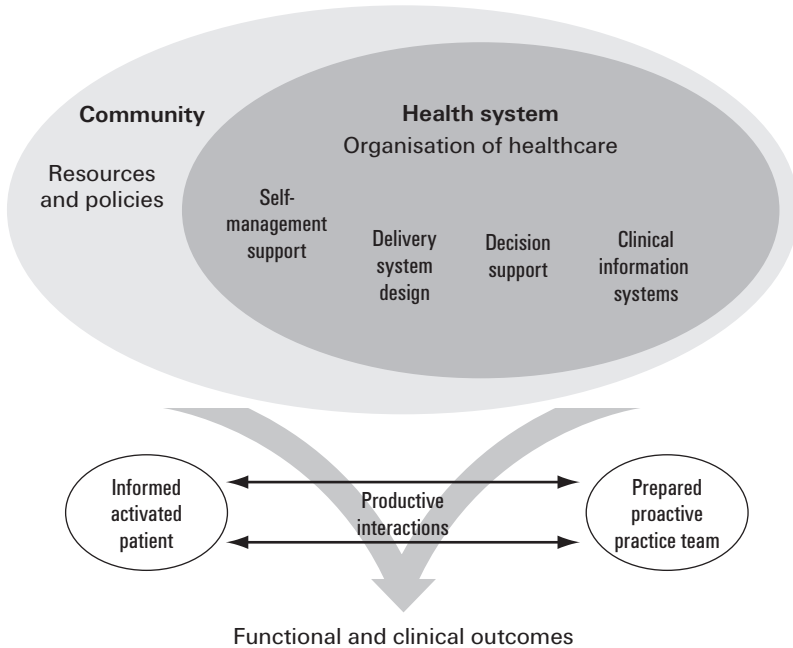 Community
Resources
and policies
Health system
Organisation of healthcare
Self-
management
support
Delivery
system
design
Decision
support
Clinical
information
systems
Informed
activated
patient
Productive
interactions
Prepared
proactive
practice team
Functional and clinical outcomes